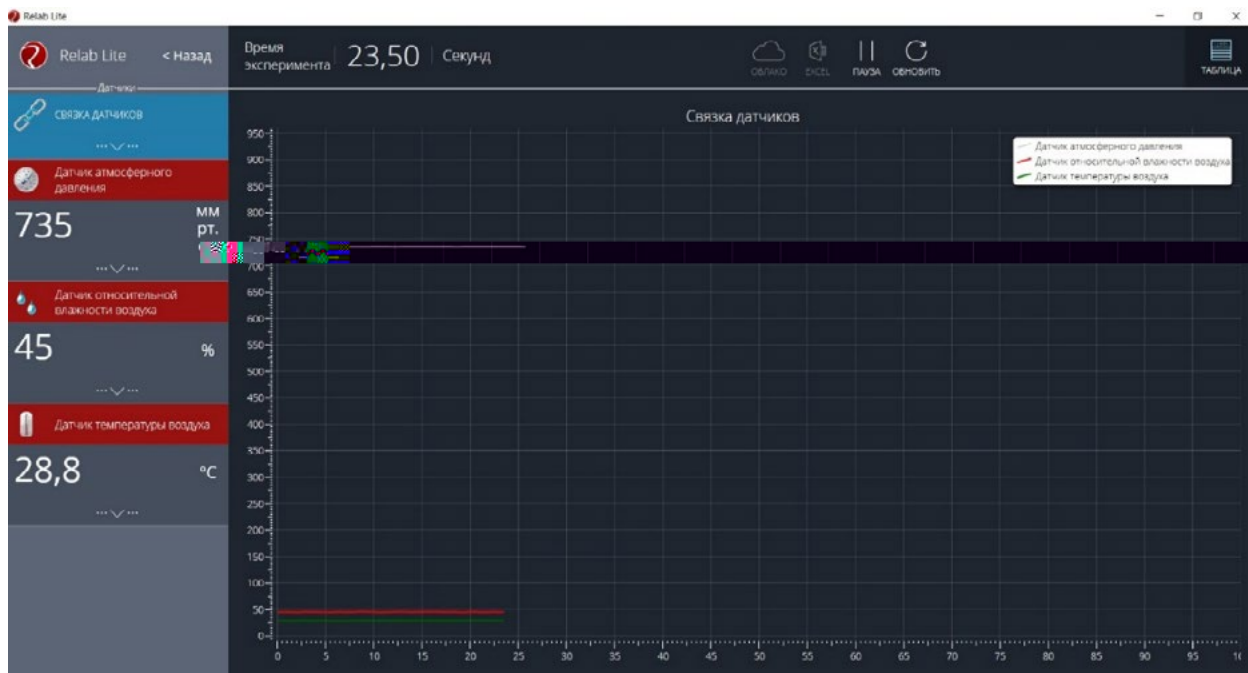 Relab Lite
Relab Lite
< Назад
Время
эксперимента
23,50
Секунд
ОБЛАКО
EXCEL
ПАУЗА
ОБНОВИТЬ
ТАБЛИЦА
Датчики
СВЯЗКА ДАТЧИКОВ
Датчик атмосферного
давления
735
мм
рт.
Датчик относительной
влажности воздуха
45
%
Датчик температуры воздуха
28,8
°C
Связка датчиков
Датчик атмосферного давления
Датчик относительной влажности воздуха
Датчик температуры воздуха
950
900
850
800
750
700
650
600
550
500
450
400
350
300
250
200
150
100
50
0
0 5 10 15 20 25 30 35 40 45 50 55 60 65 70 75 80 85 90 95